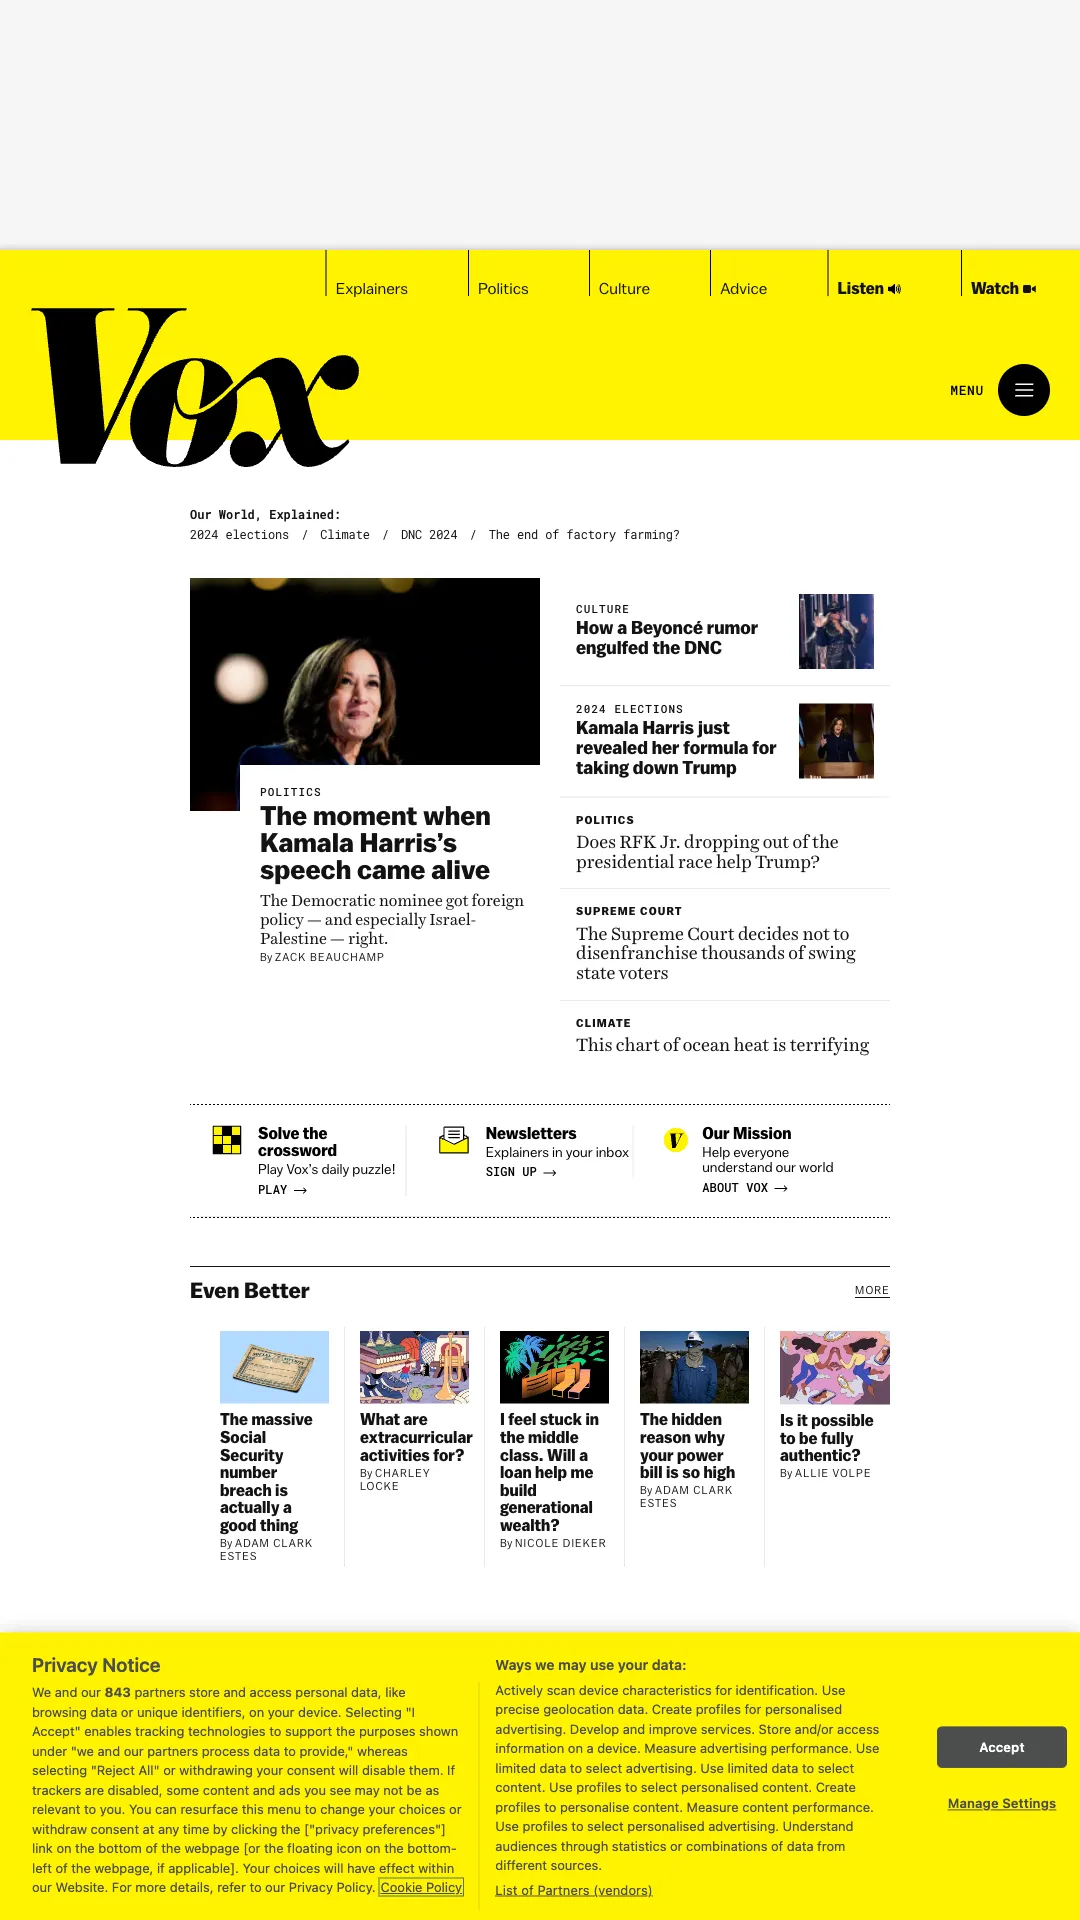 Explainers
Politics
Culture
Advice
Listen
Watch
Vox
MENU
Our World, Explained:
2024 elections / Climate / DNC 2024 / The end of factory farming?
POLITICS
The moment when
Kamala Harris’s
speech came alive
The Democratic nominee got foreign
policy — and especially Israel-
Palestine — right.
By ZACK BEAUCHAMP
CULTURE
How a Beyoncé rumor
engulfed the DNC
2024 ELECTIONS
Kamala Harris just
revealed her formula for
taking down Trump
POLITICS
Does RFK Jr. dropping out of the
presidential race help Trump?
SUPREME COURT
The Supreme Court decides not to
disenfranchise thousands of swing
state voters
CLIMATE
This chart of ocean heat is terrifying
Solve the
crossword
Play Vox’s daily puzzle!
PLAY →
Newsletters
Explainers in your inbox
SIGN UP →
V
Our Mission
Help everyone
understand our world
ABOUT VOX →
Even Better
MORE
The massive
Social
Security
number
breach is
actually a
good thing
By ADAM CLARK
ESTES
What are
extracurricular
activities for?
By CHARLEY
LOCKE
I feel stuck in
the middle
class. Will a
loan help me
build
generational
wealth?
By NICOLE DIEKER
The hidden
reason why
your power
bill is so high
By ADAM CLARK
ESTES
Is it possible
to be fully
authentic?
By ALLIE VOLPE
Privacy Notice
We and our 843 partners store and access personal data, like
browsing data or unique identifiers, on your device. Selecting "I
Accept" enables tracking technologies to support the purposes shown
under "we and our partners process data to provide," whereas
selecting "Reject All" or withdrawing your consent will disable them. If
trackers are disabled, some content and ads you see may not be as
relevant to you. You can resurface this menu to change your choices or
withdraw consent at any time by clicking the ["privacy preferences"]
link on the bottom of the webpage [or the floating icon on the bottom-
left of the webpage, if applicable]. Your choices will have effect within
our Website. For more details, refer to our Privacy Policy. Cookie Policy
Ways we may use your data:
Actively scan device characteristics for identification. Use
precise geolocation data. Create profiles for personalised
advertising. Develop and improve services. Store and/or access
information on a device. Measure advertising performance. Use
limited data to select advertising. Use limited data to select
content. Use profiles to select personalised content. Create
profiles to personalise content. Measure content performance.
Use profiles to select personalised advertising. Understand
audiences through statistics or combinations of data from
different sources.
List of Partners (vendors)
Accept
Manage Settings